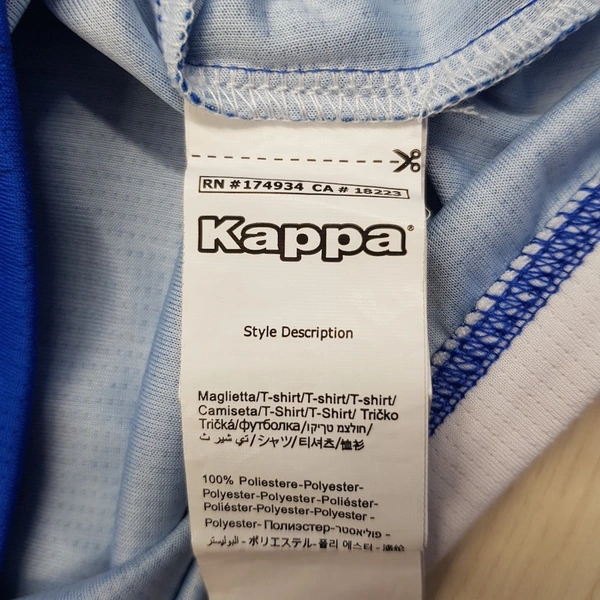 RN #174934 CA # 18223
Kappa®
Style Description
Maglietta/T-shirt/T-shirt/T-shirt/
Camiseta/T-Shirt/T-Shirt/ Tričko
Tričká/футболка/חולצת טריקו/
تي شيرت/シャツ/티셔츠/恤衫
100% Poliestere-Polyester-
Polyester-Polyester-Poliéster-
Poliéster-Polyester-Polyester-
Polyester- Полиэстер-פוליאסטר -
البوليستر - ポリエステル-폴리 에스터 -